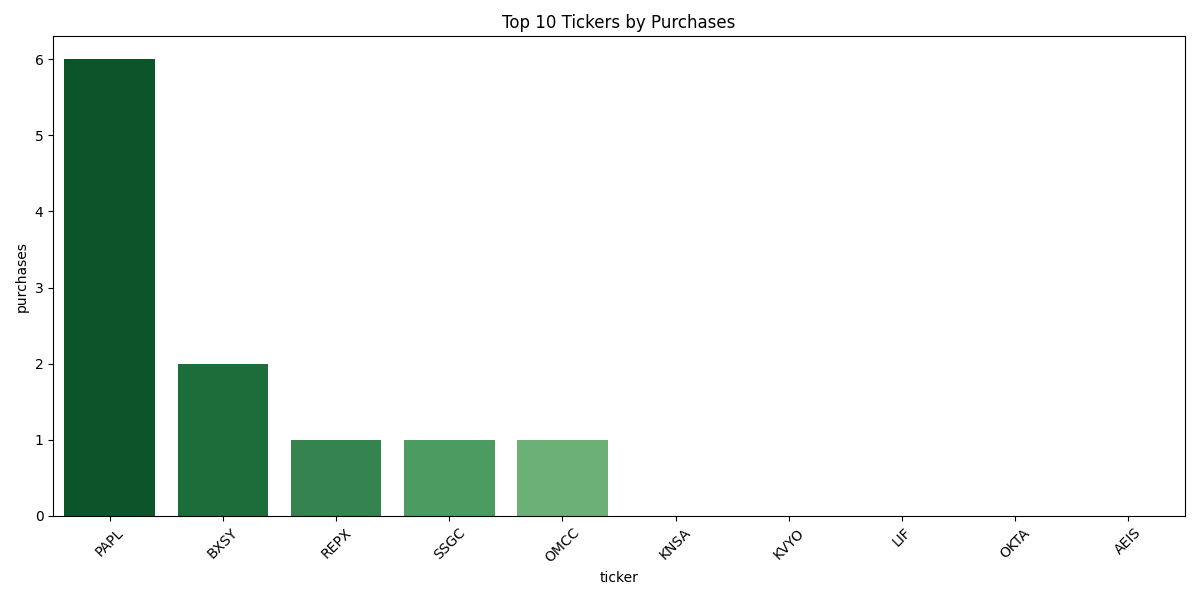 Top 10 Tickers by Purchases
purchases
6
5
4
3
2
1
0
PAPL
BXSY
REPX
SSGC
OMCC
KNSA
KVYO
LIF
OKTA
AEIS
ticker